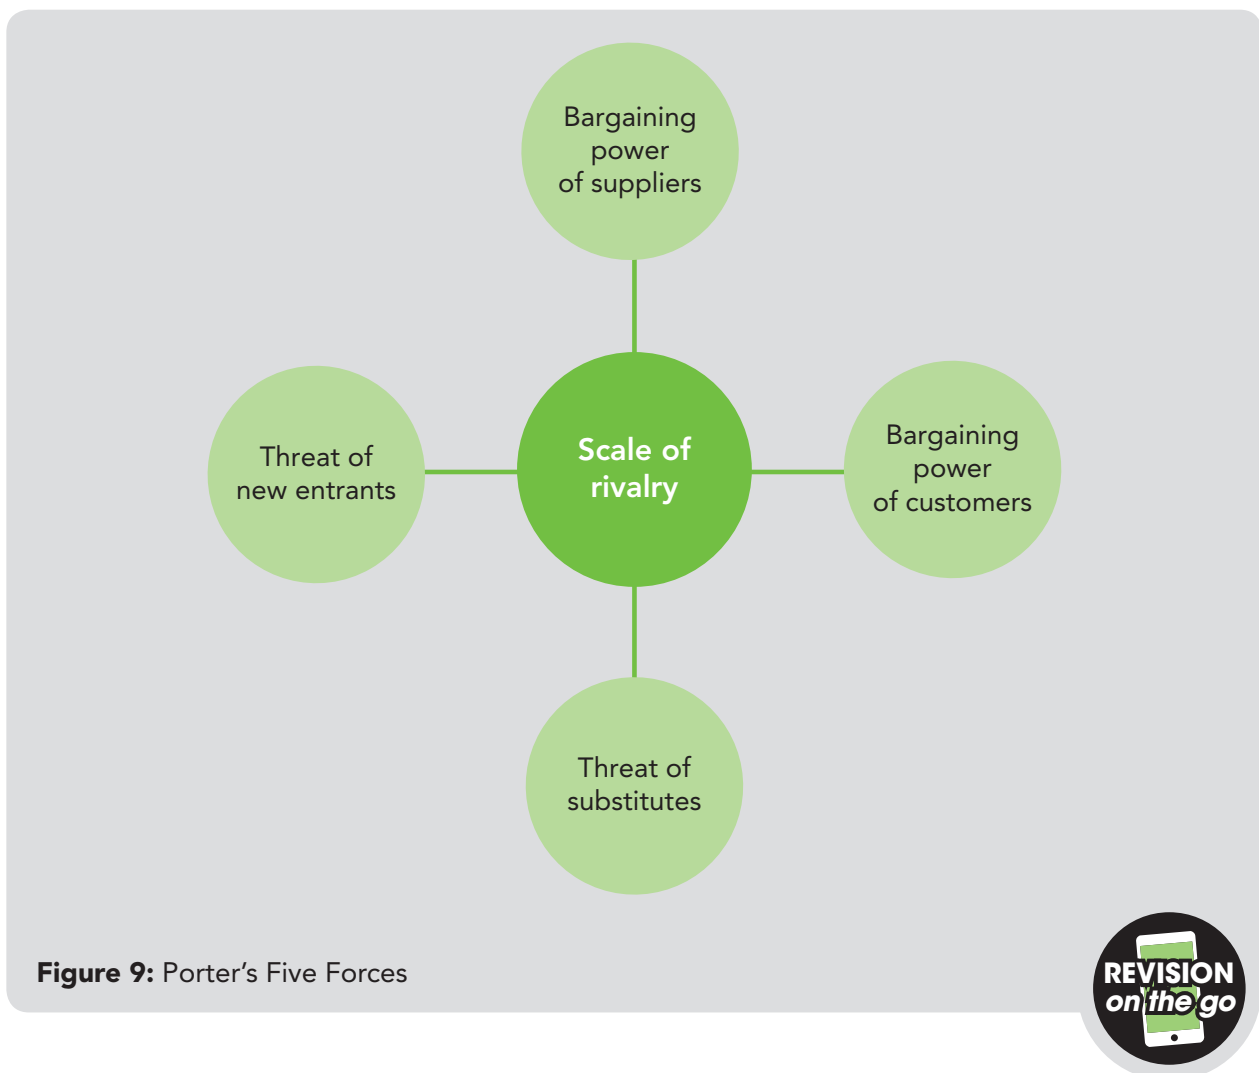 Bargaining
power
of suppliers
Threat of
new entrants
Scale of
rivalry
Bargaining
power
of customers
Threat of
substitutes
Figure 9: Porter’s Five Forces
REVISION
on the go